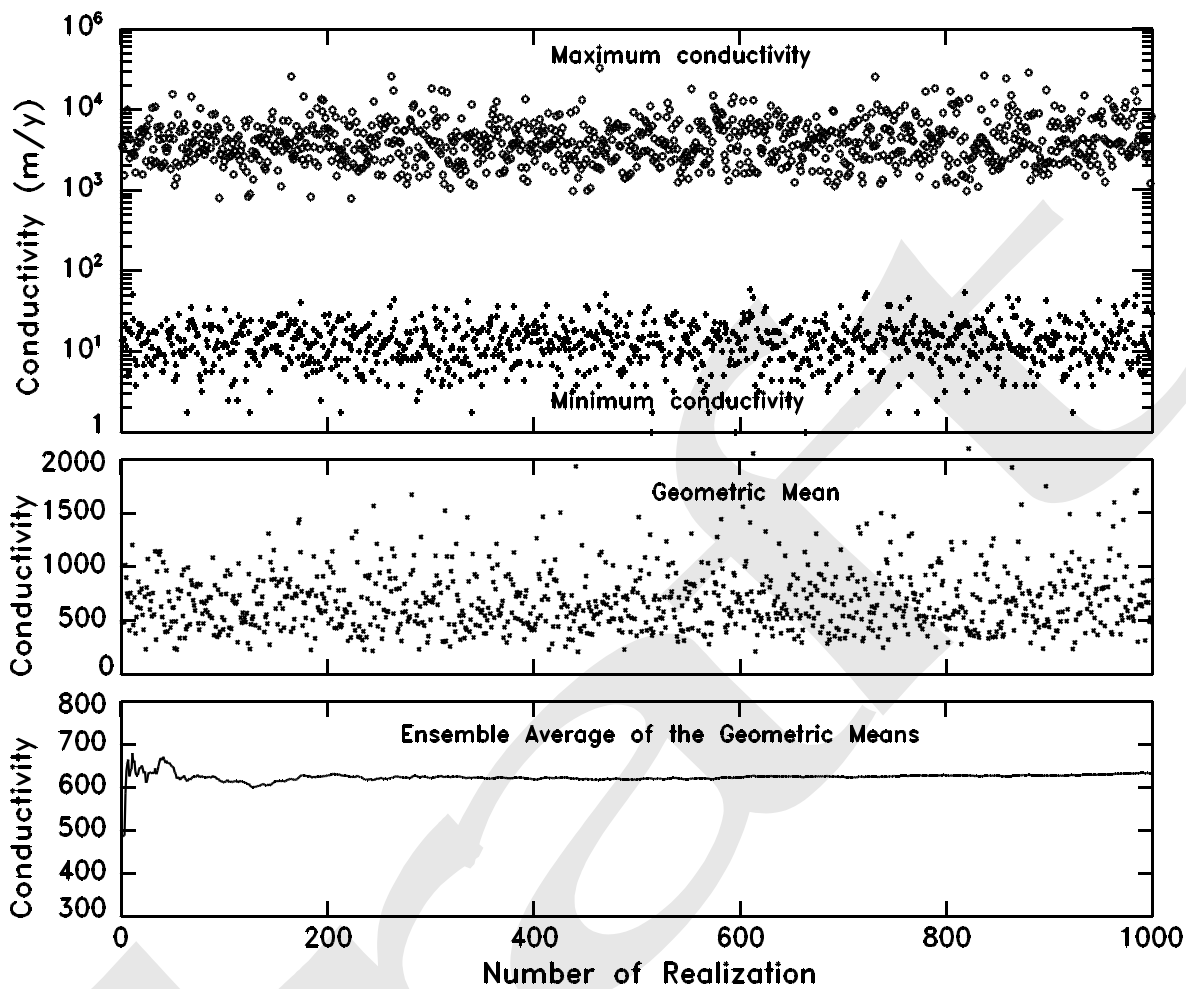 10⁶
10⁴
10³
10²
10¹
1
Conductivity (m/y)
Maximum conductivity
Minimum conductivity
2000
1500
1000
500
0
Conductivity
Geometric Mean
800
700
600
500
400
300
Conductivity
Ensemble Average of the Geometric Means
0 200 400 600 800 1000
Number of Realization